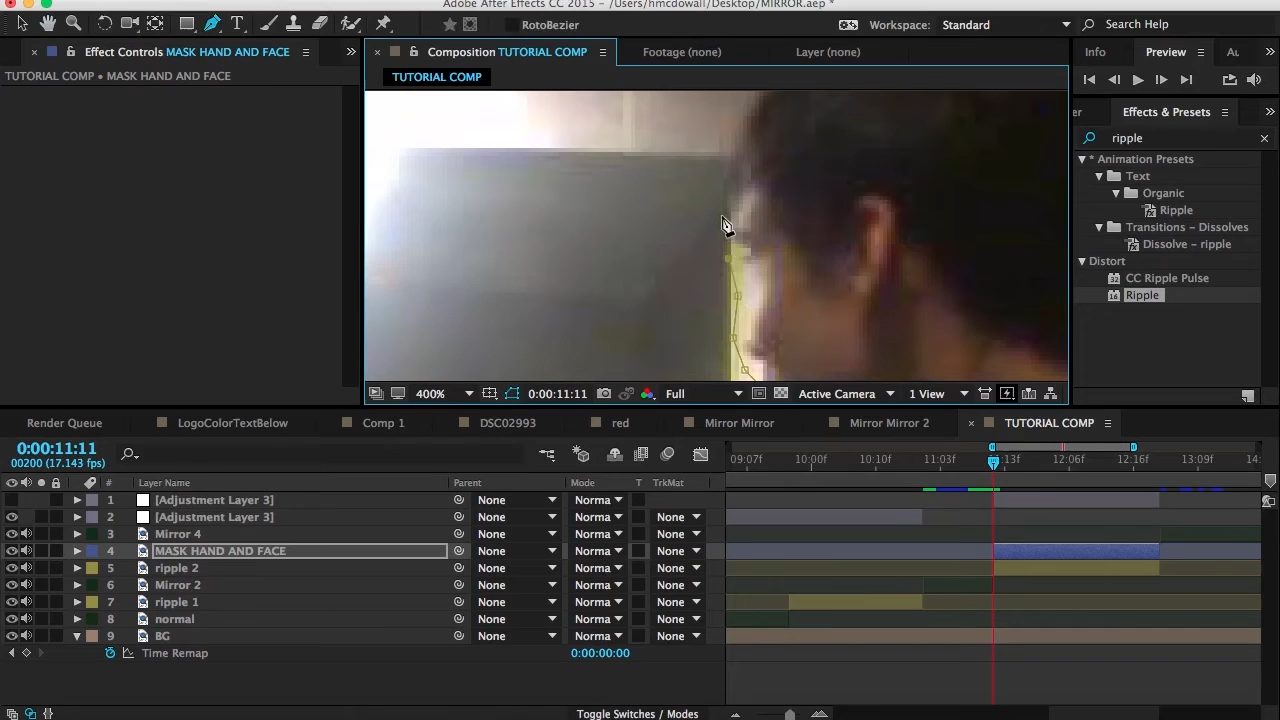 Adobe After Effects CC 2015 - /Users/hmcdowall/Desktop/MIRROR.aep *
RotoBezier
Workspace: Standard
Search Help
Effect Controls MASK HAND AND FACE
TUTORIAL COMP • MASK HAND AND FACE
Composition TUTORIAL COMP
Footage (none)
Layer (none)
TUTORIAL COMP
Info
Preview
Au
er
Effects & Presets
ripple
* Animation Presets
Text
Organic
Ripple
Transitions - Dissolves
Dissolve - ripple
Distort
32 CC Ripple Pulse
16 Ripple
400%
0:00:11:11
Full
Active Camera
1 View
Render Queue
LogoColorTextBelow
Comp 1
DSC02993
red
Mirror Mirror
Mirror Mirror 2
TUTORIAL COMP
0:00:11:11
00200 (17.143 fps)
09:07f 10:00f 10:10f 11:03f 11:13f 12:06f 12:16f 14:
# Layer Name Parent Mode T TrkMat
1 [Adjustment Layer 3] None Norma
2 [Adjustment Layer 3] None Norma None
3 Mirror 4 None Norma None
4 MASK HAND AND FACE None Norma None
5 ripple 2 None Norma None
6 Mirror 2 None Norma None
7 ripple 1 None Norma None
8 normal None Norma None
9 BG None Norma None
Time Remap 0:00:00:00
Toggle Switches / Modes